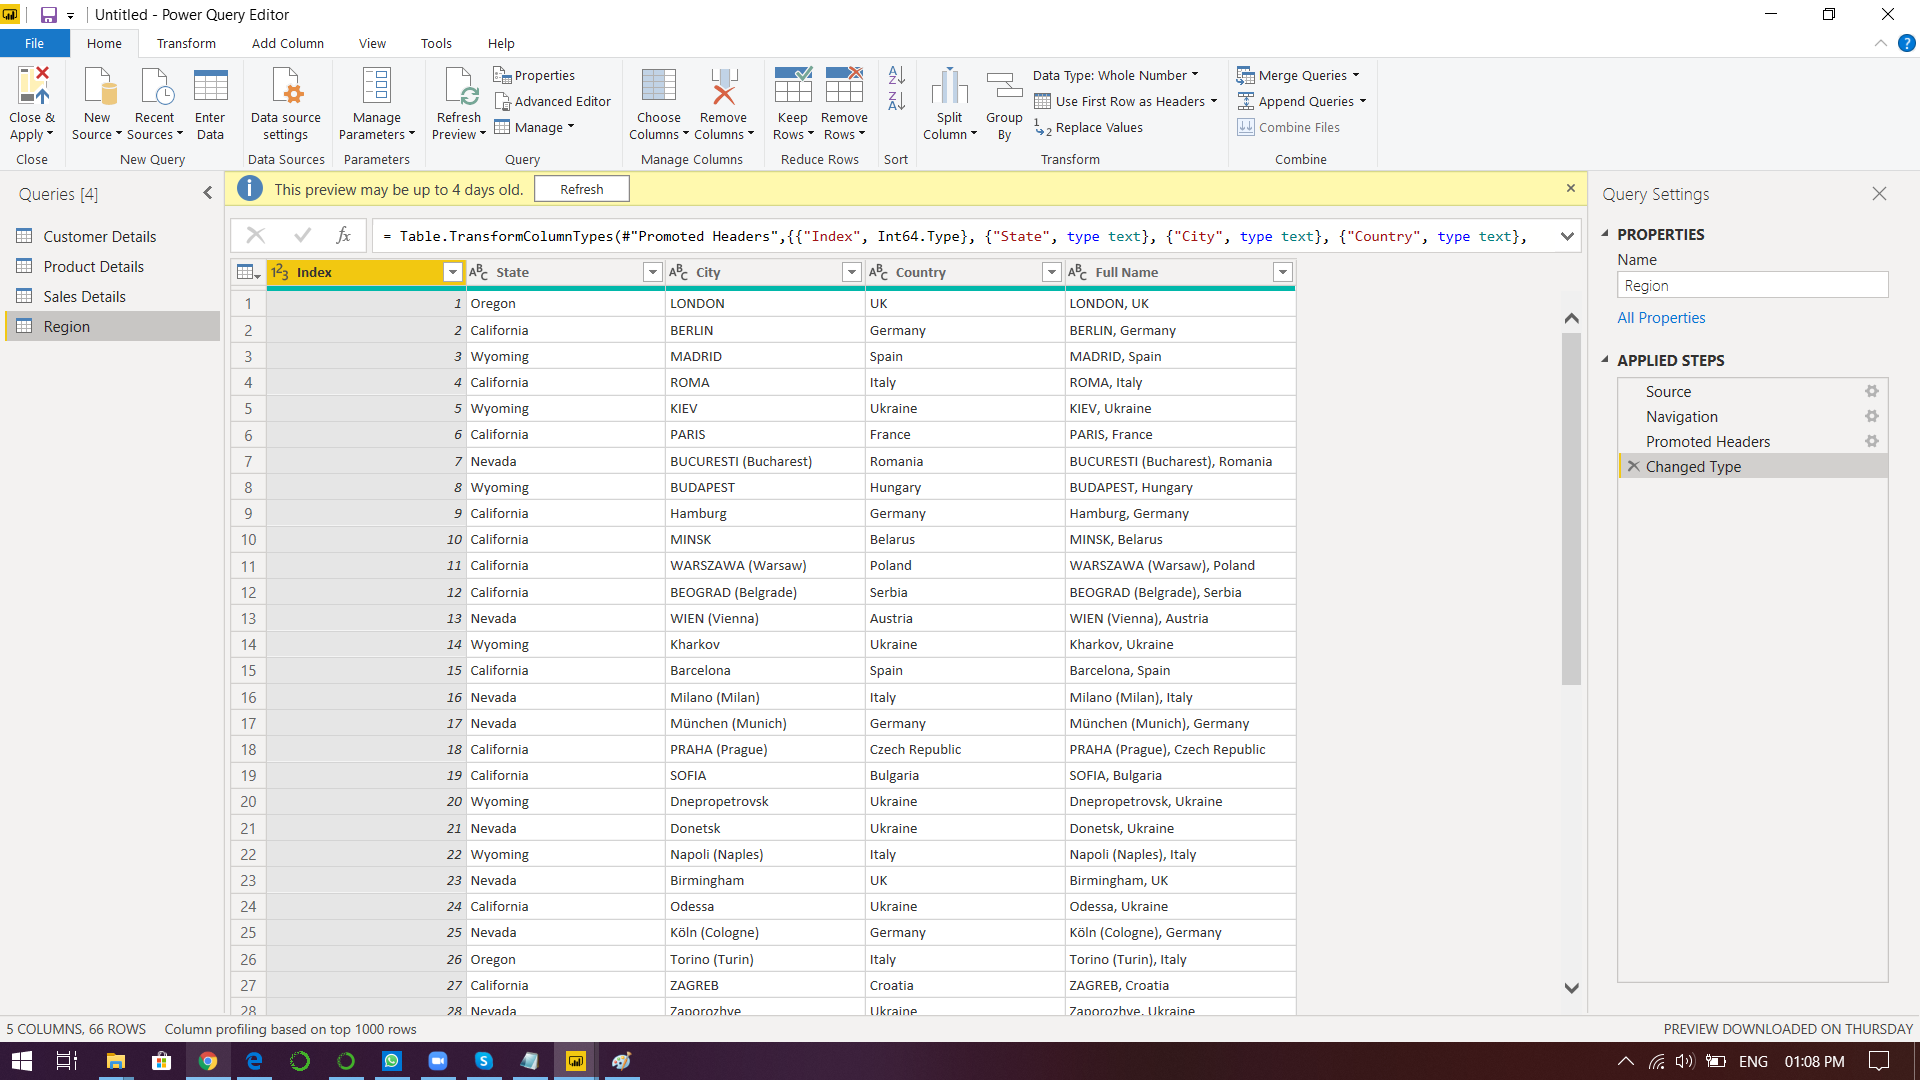 Untitled - Power Query Editor
File Home Transform Add Column View Tools Help
Close & Apply
Close
New Source
Recent Sources
Enter Data
New Query
Data source settings
Data Sources
Manage Parameters
Parameters
Refresh Preview
Properties
Advanced Editor
Manage
Query
Choose Columns
Remove Columns
Manage Columns
Keep Rows
Remove Rows
Reduce Rows
Sort
Split Column
Group By
Data Type: Whole Number
Use First Row as Headers
Replace Values
Transform
Merge Queries
Append Queries
Combine Files
Combine
Queries [4]
Customer Details
Product Details
Sales Details
Region
This preview may be up to 4 days old. Refresh
fx = Table.TransformColumnTypes(#"Promoted Headers",{{"Index", Int64.Type}, {"State", type text}, {"City", type text}, {"Country", type text},
123 Index ABC State ABC City ABC Country ABC Full Name
1 1 Oregon LONDON UK LONDON, UK
2 2 California BERLIN Germany BERLIN, Germany
3 3 Wyoming MADRID Spain MADRID, Spain
4 4 California ROMA Italy ROMA, Italy
5 5 Wyoming KIEV Ukraine KIEV, Ukraine
6 6 California PARIS France PARIS, France
7 7 Nevada BUCURESTI (Bucharest) Romania BUCURESTI (Bucharest), Romania
8 8 Wyoming BUDAPEST Hungary BUDAPEST, Hungary
9 9 California Hamburg Germany Hamburg, Germany
10 10 California MINSK Belarus MINSK, Belarus
11 11 California WARSZAWA (Warsaw) Poland WARSZAWA (Warsaw), Poland
12 12 California BEOGRAD (Belgrade) Serbia BEOGRAD (Belgrade), Serbia
13 13 Nevada WIEN (Vienna) Austria WIEN (Vienna), Austria
14 14 Wyoming Kharkov Ukraine Kharkov, Ukraine
15 15 California Barcelona Spain Barcelona, Spain
16 16 Nevada Milano (Milan) Italy Milano (Milan), Italy
17 17 Nevada München (Munich) Germany München (Munich), Germany
18 18 California PRAHA (Prague) Czech Republic PRAHA (Prague), Czech Republic
19 19 California SOFIA Bulgaria SOFIA, Bulgaria
20 20 Wyoming Dnepropetrovsk Ukraine Dnepropetrovsk, Ukraine
21 21 Nevada Donetsk Ukraine Donetsk, Ukraine
22 22 Wyoming Napoli (Naples) Italy Napoli (Naples), Italy
23 23 Nevada Birmingham UK Birmingham, UK
24 24 California Odessa Ukraine Odessa, Ukraine
25 25 Nevada Köln (Cologne) Germany Köln (Cologne), Germany
26 26 Oregon Torino (Turin) Italy Torino (Turin), Italy
27 27 California ZAGREB Croatia ZAGREB, Croatia
28 28 Nevada Zaporozhye Ukraine Zaporozhye, Ukraine
Query Settings
PROPERTIES
Name
Region
All Properties
APPLIED STEPS
Source
Navigation
Promoted Headers
Changed Type
5 COLUMNS, 66 ROWS Column profiling based on top 1000 rows PREVIEW DOWNLOADED ON THURSDAY
ENG 01:08 PM